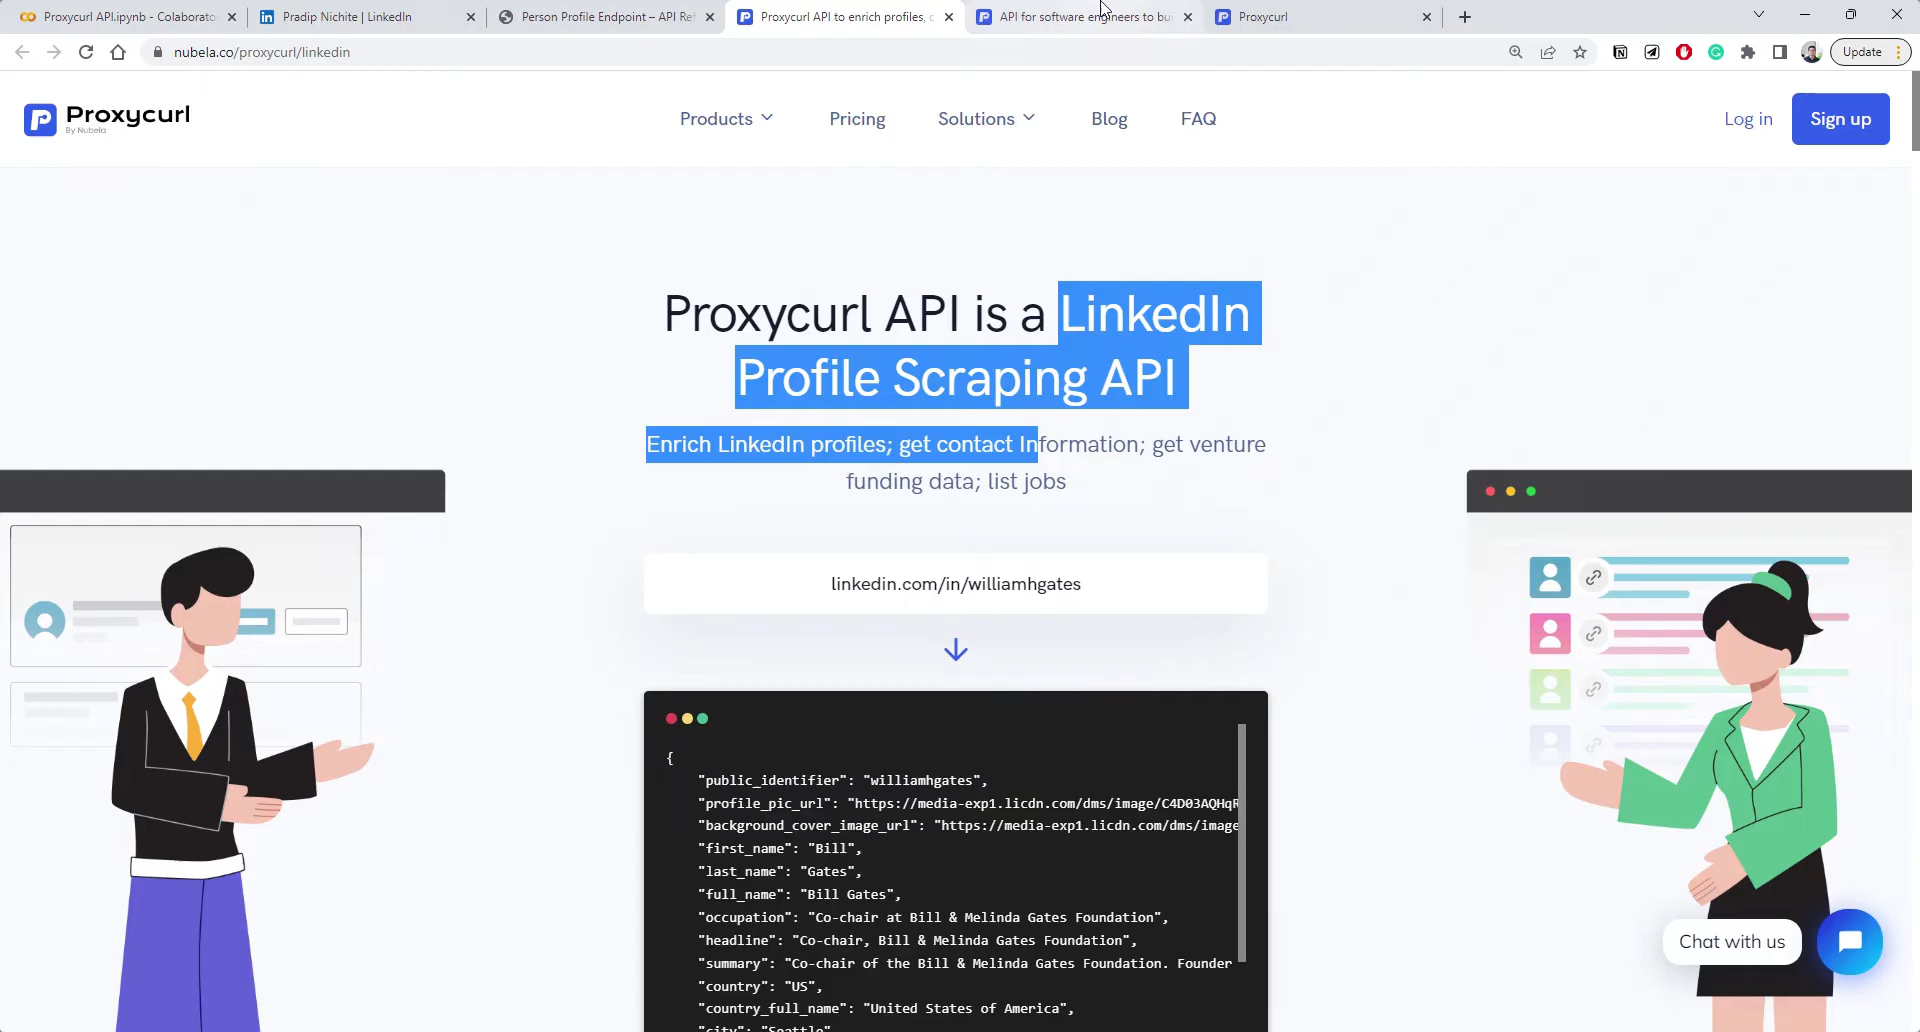 Proxycurl API.ipynb - Colaborato
Pradip Nichite | LinkedIn
Person Profile Endpoint – API Ref
Proxycurl API to enrich profiles, c
API for software engineers to bui
Proxycurl
nubela.co/proxycurl/linkedin
Update
Proxycurl
By Nubela
Products
Pricing
Solutions
Blog
FAQ
Log in
Sign up
Proxycurl API is a LinkedIn
Profile Scraping API
Enrich LinkedIn profiles; get contact Information; get venture
funding data; list jobs
linkedin.com/in/williamhgates
{
"public_identifier": "williamhgates",
"profile_pic_url": "https://media-exp1.licdn.com/dms/image/C4D03AQHqR
"background_cover_image_url": "https://media-exp1.licdn.com/dms/image
"first_name": "Bill",
"last_name": "Gates",
"full_name": "Bill Gates",
"occupation": "Co-chair at Bill & Melinda Gates Foundation",
"headline": "Co-chair, Bill & Melinda Gates Foundation",
"summary": "Co-chair of the Bill & Melinda Gates Foundation. Founder
"country": "US",
"country_full_name": "United States of America",
"city": "Seattle"
Chat with us